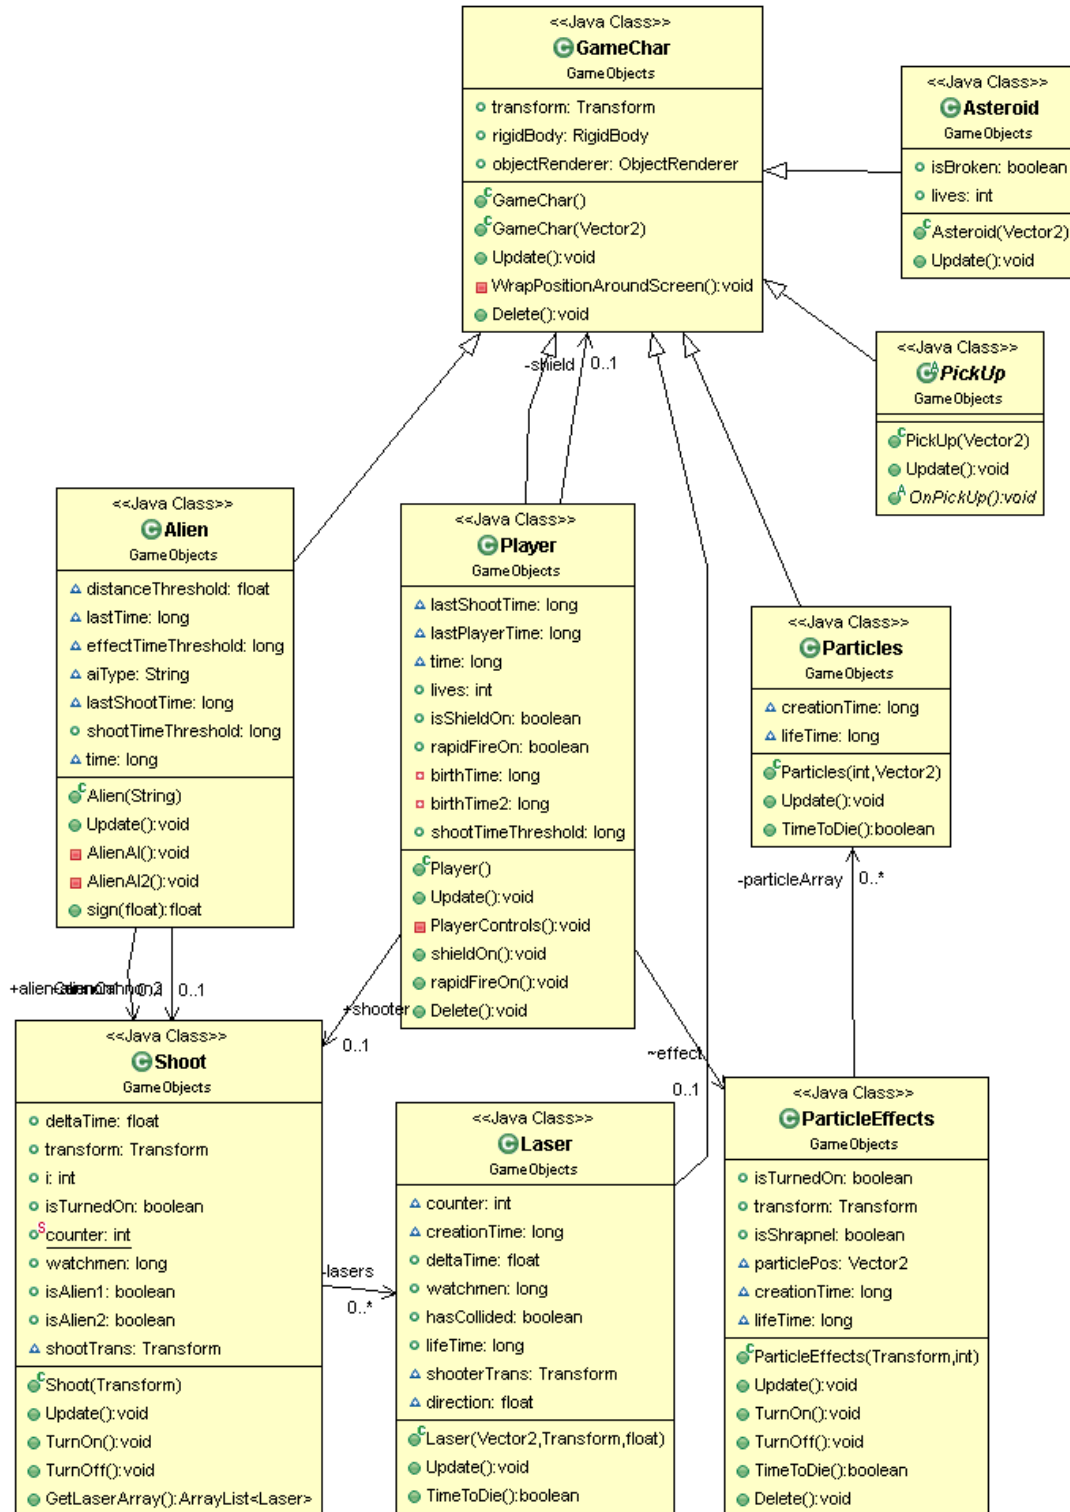 <<Java Class>>
GameChar
GameObjects
transform: Transform
rigidBody: RigidBody
objectRenderer: ObjectRenderer
GameChar()
GameChar(Vector2)
Update():void
WrapPositionAroundScreen():void
Delete():void
<<Java Class>>
Asteroid
GameObjects
isBroken: boolean
lives: int
Asteroid(Vector2)
Update():void
<<Java Class>>
PickUp
GameObjects
PickUp(Vector2)
Update():void
OnPickUp():void
-shield 0..1
<<Java Class>>
Alien
GameObjects
distanceThreshold: float
lastTime: long
effectTimeThreshold: long
aiType: String
lastShootTime: long
shootTimeThreshold: long
time: long
Alien(String)
Update():void
AlienAI():void
AlienAI2():void
sign(float):float
<<Java Class>>
Player
GameObjects
lastShootTime: long
lastPlayerTime: long
time: long
lives: int
isShieldOn: boolean
rapidFireOn: boolean
birthTime: long
birthTime2: long
shootTimeThreshold: long
Player()
Update():void
PlayerControls():void
shieldOn():void
rapidFireOn():void
Delete():void
<<Java Class>>
Particles
GameObjects
creationTime: long
lifeTime: long
Particles(int,Vector2)
Update():void
TimeToDie():boolean
-particleArray 0..*
0..1
+shooter
0..1
~effect
0..1
<<Java Class>>
Shoot
GameObjects
deltaTime: float
transform: Transform
i: int
isTurnedOn: boolean
counter: int
watchmen: long
isAlien1: boolean
isAlien2: boolean
shootTrans: Transform
Shoot(Transform)
Update():void
TurnOn():void
TurnOff():void
GetLaserArray():ArrayList<Laser>
-lasers
0..*
<<Java Class>>
Laser
GameObjects
counter: int
creationTime: long
deltaTime: float
watchmen: long
hasCollided: boolean
lifeTime: long
shooterTrans: Transform
direction: float
Laser(Vector2,Transform,float)
Update():void
TimeToDie():boolean
<<Java Class>>
ParticleEffects
GameObjects
isTurnedOn: boolean
transform: Transform
isShrapnel: boolean
particlePos: Vector2
creationTime: long
lifeTime: long
ParticleEffects(Transform,int)
Update():void
TurnOn():void
TurnOff():void
TimeToDie():boolean
Delete():void